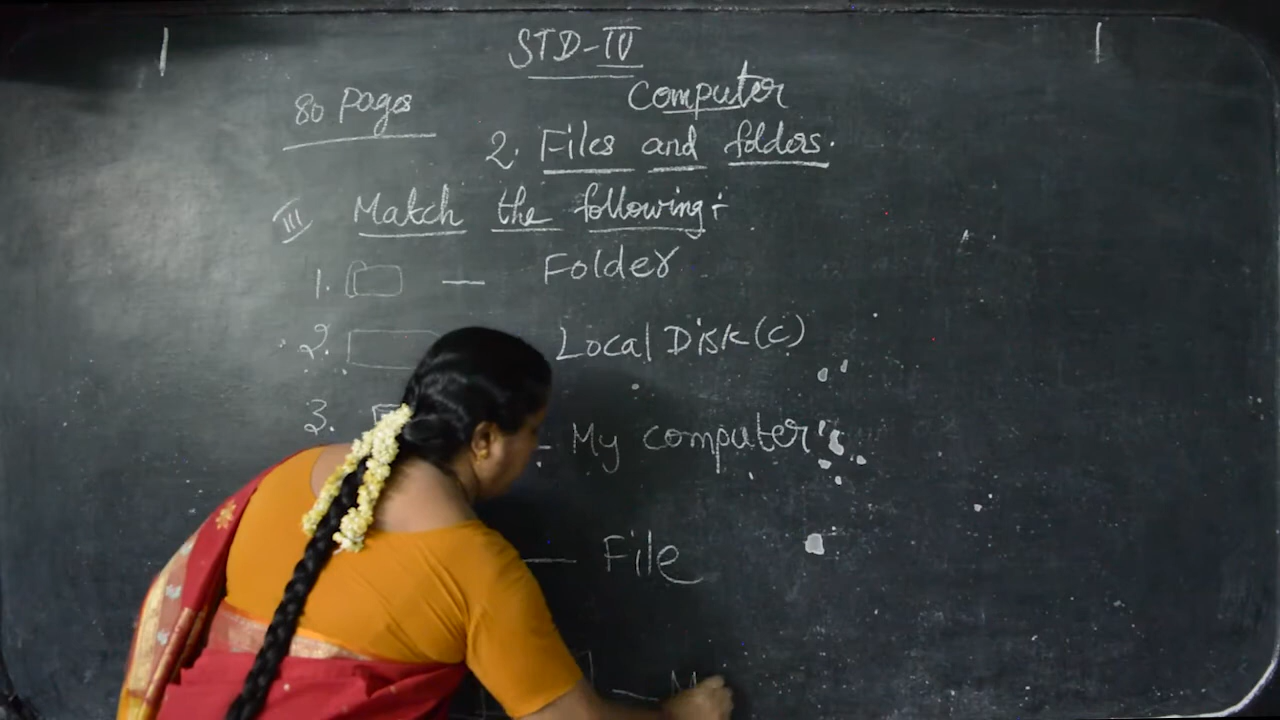 STD-IV
80 Pages
Computer
2. Files and folders.
III Match the following:
1. — Folder
2. Local Disk(C)
3. - My computer
— File
— M